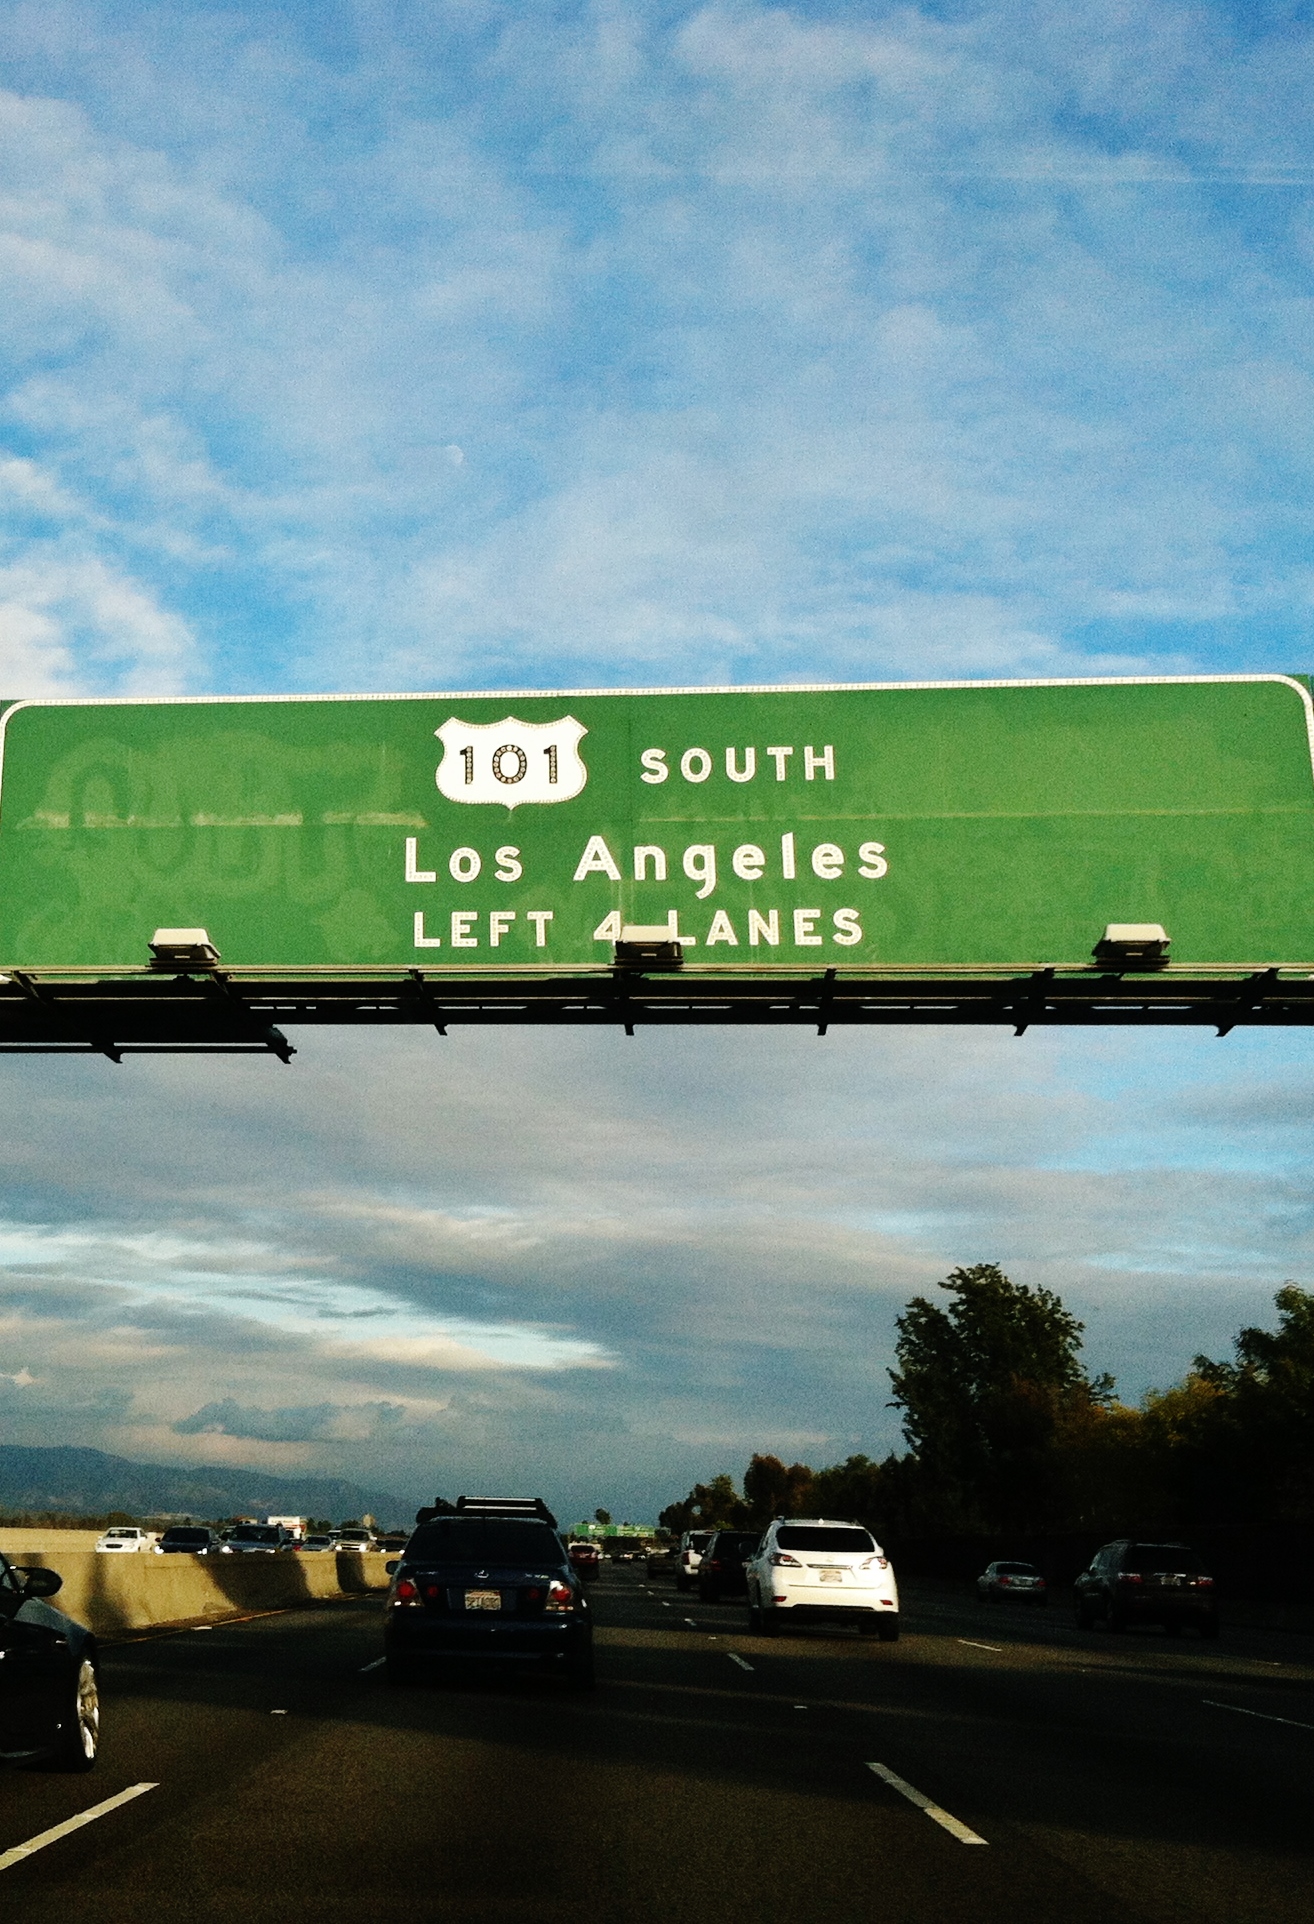 101 SOUTH
Los Angeles
LEFT 4 LANES